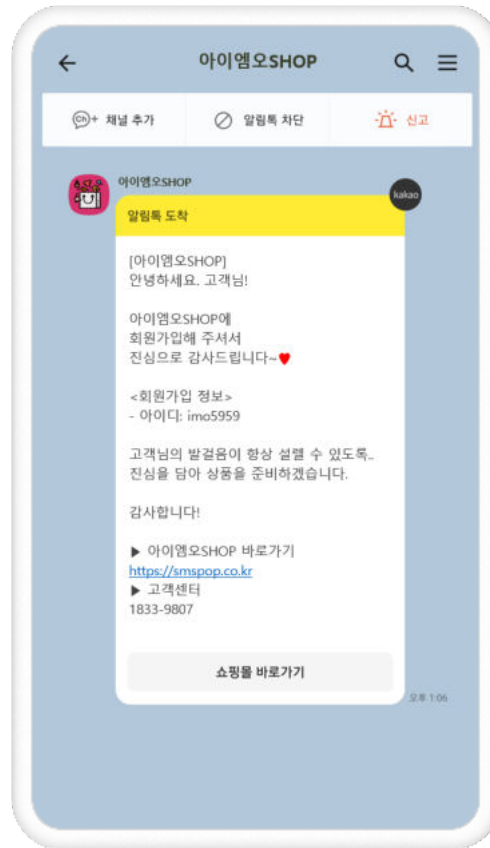 아이엠오SHOP
Ch+ 채널 추가
알림톡 차단
신고
아이엠오SHOP
kakao
알림톡 도착
[아이엠오SHOP]
안녕하세요. 고객님!
아이엠오SHOP에
회원가입해 주셔서
진심으로 감사드립니다~♥
<회원가입 정보>
- 아이디: imo5959
고객님의 발걸음이 항상 설렐 수 있도록..
진심을 담아 상품을 준비하겠습니다.
감사합니다!
▶ 아이엠오SHOP 바로가기
https://smspop.co.kr
▶ 고객센터
1833-9807
쇼핑몰 바로가기
오후 1:06